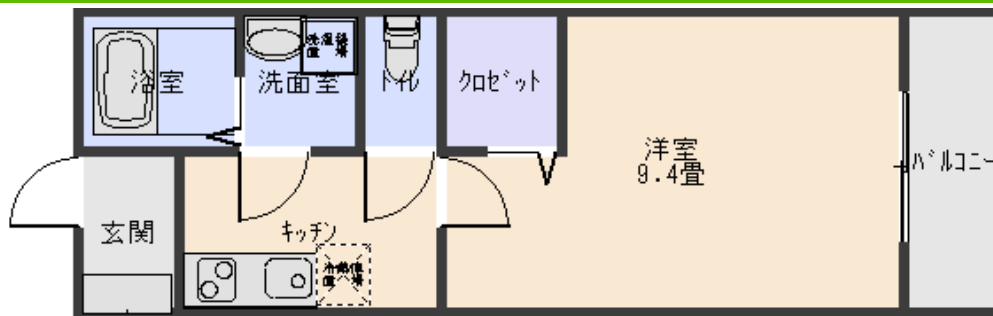 浴室
洗面室
洗濯機
置場
トイレ
クロゼット
洋室
9.4畳
バルコニー
玄関
キッチン
冷蔵庫
置場